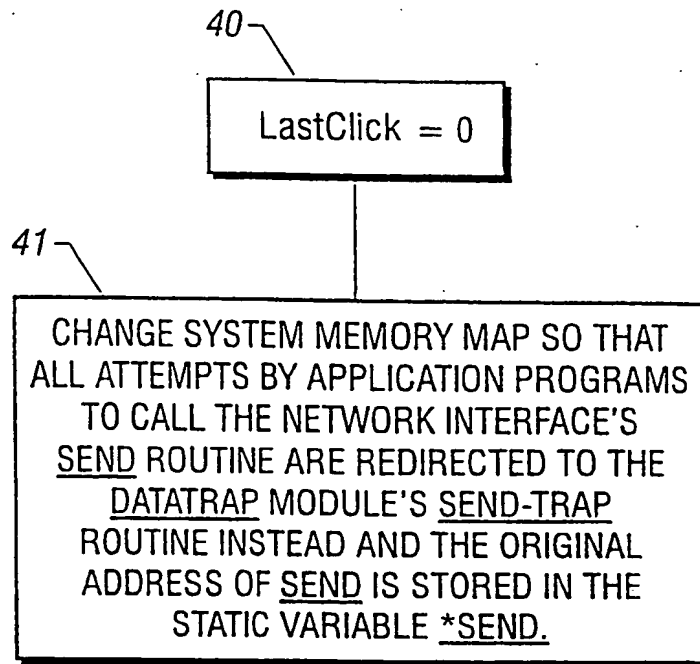 40
LastClick = 0
41
CHANGE SYSTEM MEMORY MAP SO THAT
ALL ATTEMPTS BY APPLICATION PROGRAMS
TO CALL THE NETWORK INTERFACE'S
SEND ROUTINE ARE REDIRECTED TO THE
DATATRAP MODULE'S SEND-TRAP
ROUTINE INSTEAD AND THE ORIGINAL
ADDRESS OF SEND IS STORED IN THE
STATIC VARIABLE *SEND.